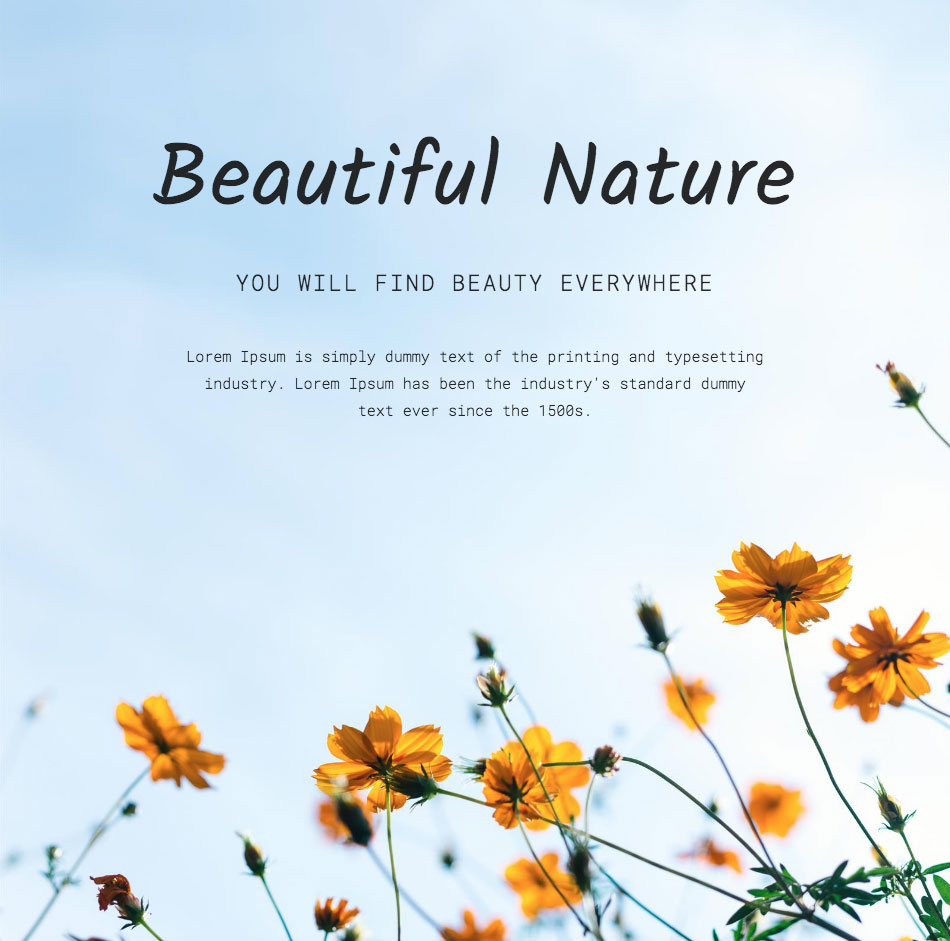 Beautiful Nature
YOU WILL FIND BEAUTY EVERYWHERE
Lorem Ipsum is simply dummy text of the printing and typesetting
industry. Lorem Ipsum has been the industry's standard dummy
text ever since the 1500s.